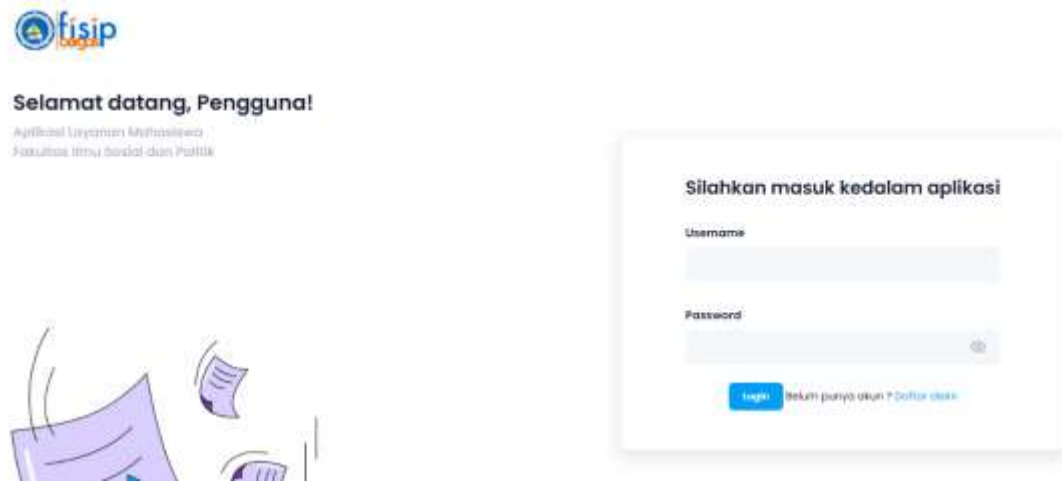 fisip
bagus
Selamat datang, Pengguna!
Aplikasi Layanan Mahasiswa
Fakultas Ilmu Sosial dan Politik
Silahkan masuk kedalam aplikasi
Username
Password
Login Belum punya akun ? Daftar disini